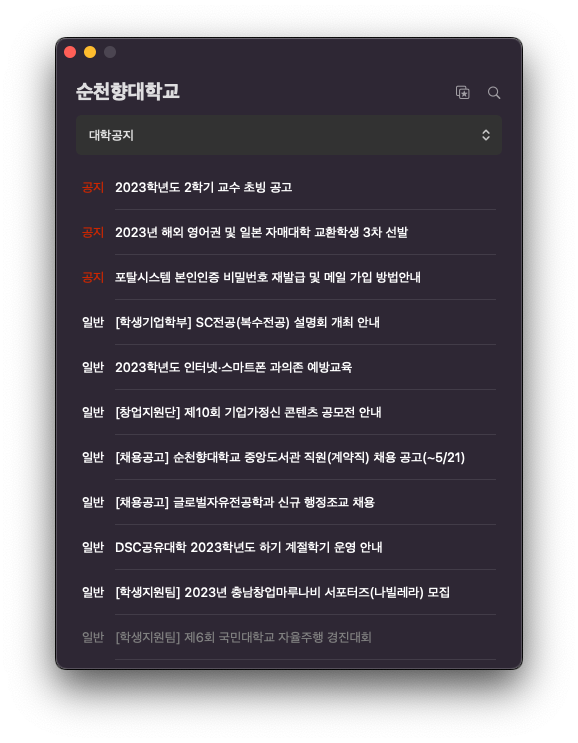 순천향대학교
대학공지
공지 2023학년도 2학기 교수 초빙 공고
공지 2023년 해외 영어권 및 일본 자매대학 교환학생 3차 선발
공지 포탈시스템 본인인증 비밀번호 재발급 및 메일 가입 방법안내
일반 [학생기업학부] SC전공(복수전공) 설명회 개최 안내
일반 2023학년도 인터넷·스마트폰 과의존 예방교육
일반 [창업지원단] 제10회 기업가정신 콘텐츠 공모전 안내
일반 [채용공고] 순천향대학교 중앙도서관 직원(계약직) 채용 공고(~5/21)
일반 [채용공고] 글로벌자유전공학과 신규 행정조교 채용
일반 DSC공유대학 2023학년도 하기 계절학기 운영 안내
일반 [학생지원팀] 2023년 충남창업마루나비 서포터즈(나빌레라) 모집
일반 [학생지원팀] 제6회 국민대학교 자율주행 경진대회